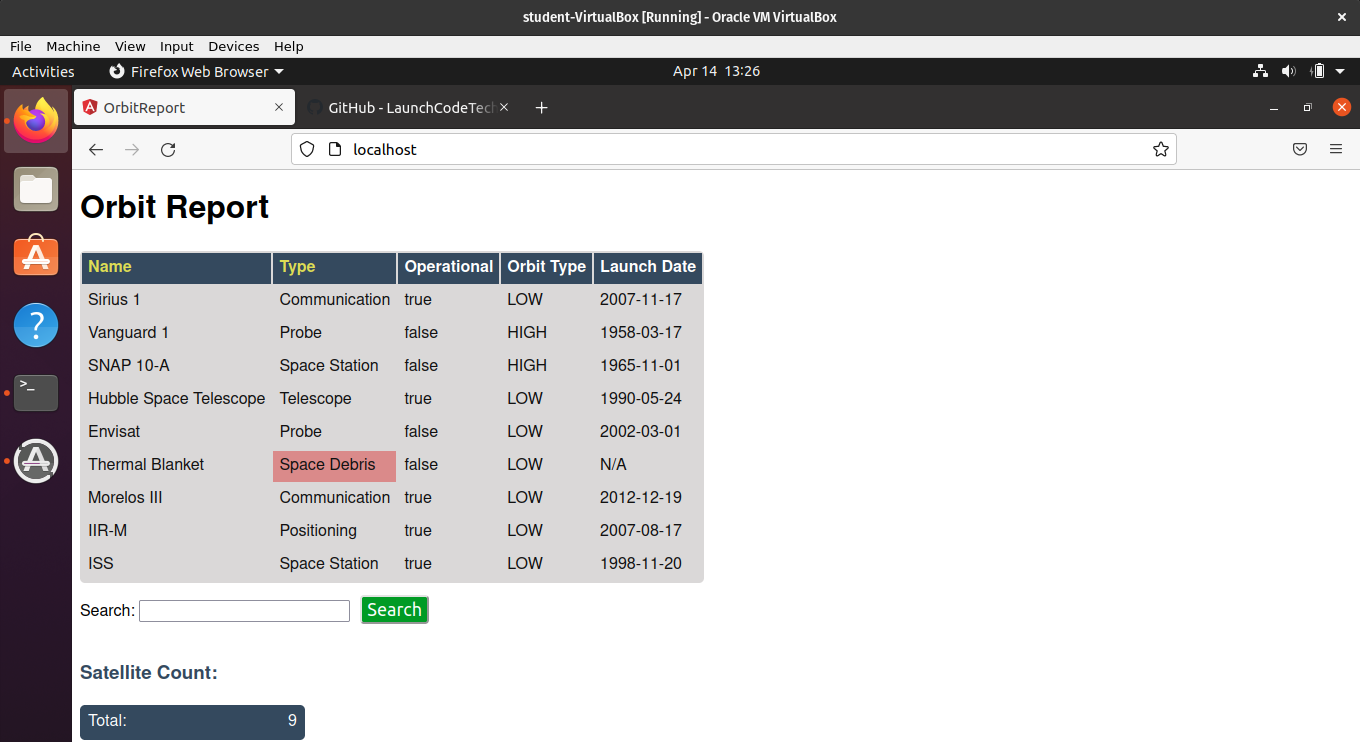 student-VirtualBox [Running] - Oracle VM VirtualBox
File Machine View Input Devices Help
Activities Firefox Web Browser Apr 14 13:26
OrbitReport GitHub - LaunchCodeTec
localhost
Orbit Report
Name Type Operational Orbit Type Launch Date
Sirius 1 Communication true LOW 2007-11-17
Vanguard 1 Probe false HIGH 1958-03-17
SNAP 10-A Space Station false HIGH 1965-11-01
Hubble Space Telescope Telescope true LOW 1990-05-24
Envisat Probe false LOW 2002-03-01
Thermal Blanket Space Debris false LOW N/A
Morelos III Communication true LOW 2012-12-19
IIR-M Positioning true LOW 2007-08-17
ISS Space Station true LOW 1998-11-20
Search: Search
Satellite Count:
Total: 9